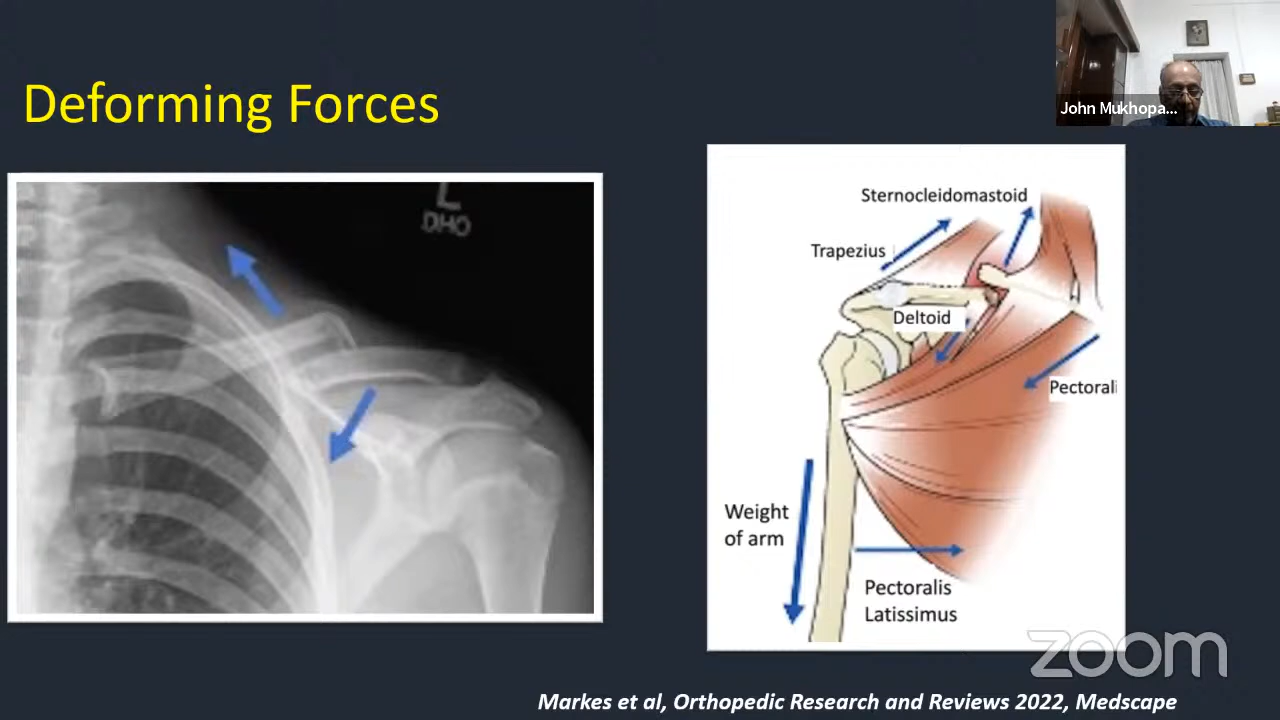 Deforming Forces
John Mukhopa...
L
DHO
Sternocleidomastoid
Trapezius
Deltoid
Pectorali
Weight
of arm
Pectoralis
Latissimus
zoom
Markes et al, Orthopedic Research and Reviews 2022, Medscape